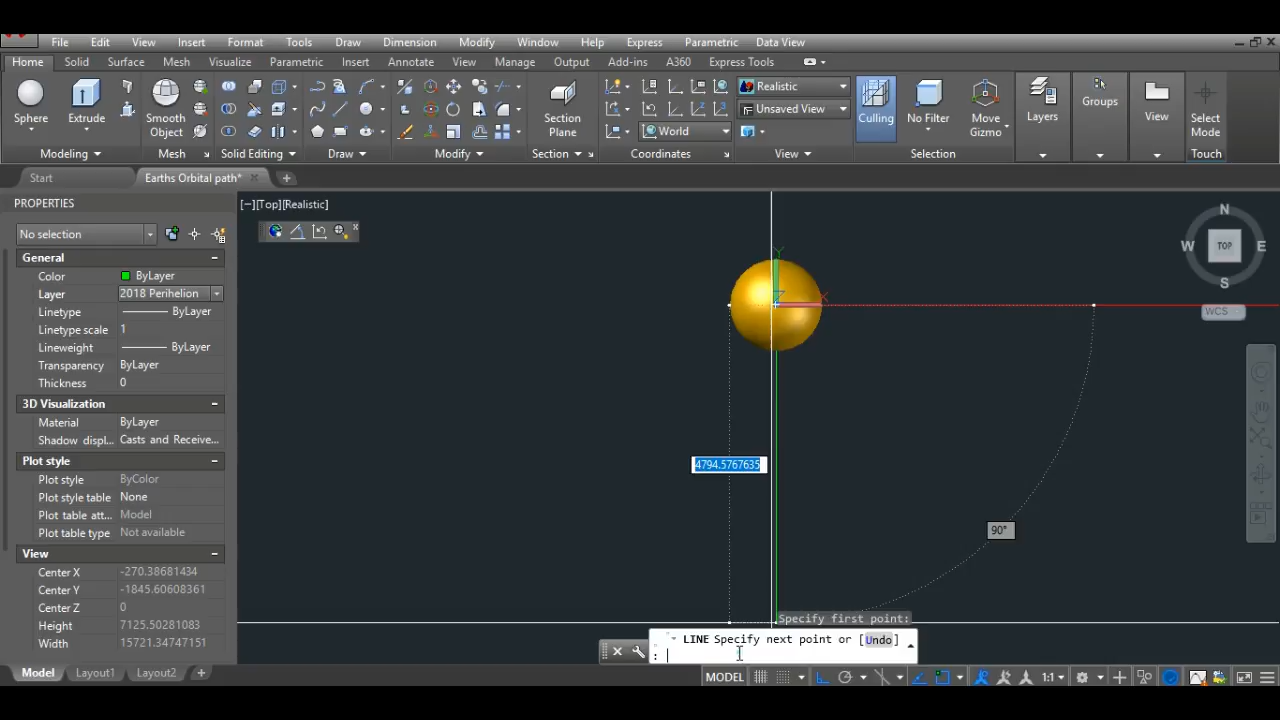 File Edit View Insert Format Tools Draw Dimension Modify Window Help Express Parametric Data View
Home Solid Surface Mesh Visualize Parametric Insert Annotate View Manage Output Add-ins A360 Express Tools
Sphere Extrude Smooth Object Section Plane Realistic Unsaved View World Culling No Filter Move Gizmo Layers Groups View Select Mode
Modeling Mesh Solid Editing Draw Modify Section Coordinates View Selection Touch
Start Earths Orbital path*
PROPERTIES
[−][Top][Realistic]
No selection
General
Color ByLayer
Layer 2018 Perihelion
Linetype ByLayer
Linetype scale 1
Lineweight ByLayer
Transparency ByLayer
Thickness 0
3D Visualization
Material ByLayer
Shadow displ... Casts and Receive...
Plot style
Plot style ByColor
Plot style table None
Plot table att... Model
Plot table type Not available
View
Center X -270.38681434
Center Y -1845.60608361
Center Z 0
Height 7125.50281083
Width 15721.34747151
N
W TOP E
S
WCS
Y
Z X
4794.5767635
90°
Specify first point:
LINE Specify next point or [Undo]
:
Model Layout1 Layout2 +
MODEL 1:1